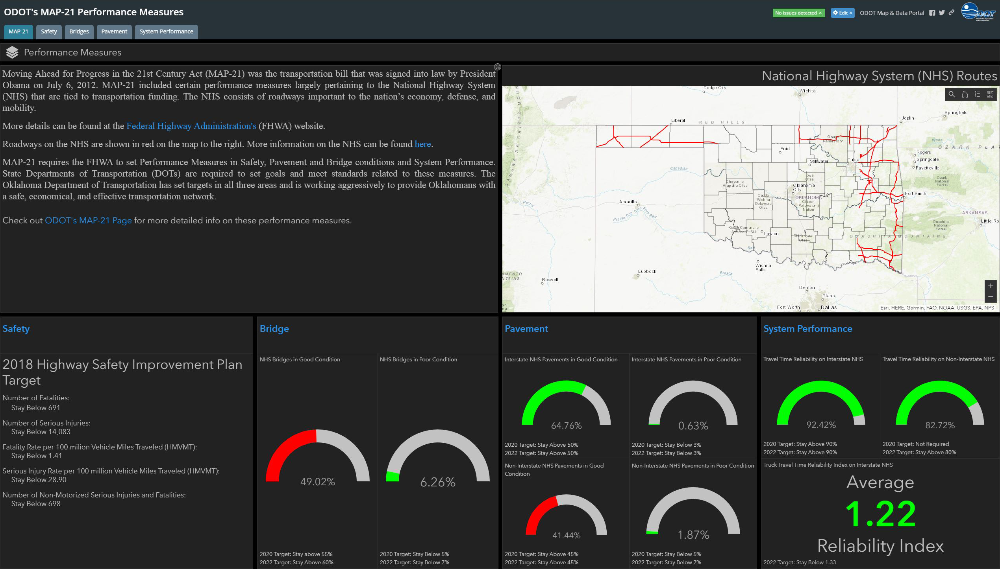 ODOT's MAP-21 Performance Measures
No issues detected ×
Edit ×
ODOT Map & Data Portal
MAP-21
Safety
Bridges
Pavement
System Performance
Performance Measures
Moving Ahead for Progress in the 21st Century Act (MAP-21) was the transportation bill that was signed into law by President
Obama on July 6, 2012. MAP-21 included certain performance measures largely pertaining to the National Highway System
(NHS) that are tied to transportation funding. The NHS consists of roadways important to the nation's economy, defense, and
mobility.
More details can be found at the Federal Highway Administration's (FHWA) website.
Roadways on the NHS are shown in red on the map to the right. More information on the NHS can be found here.
MAP-21 requires the FHWA to set Performance Measures in Safety, Pavement and Bridge conditions and System Performance.
State Departments of Transportation (DOTs) are required to set goals and meet standards related to these measures. The
Oklahoma Department of Transportation has set targets in all three areas and is working aggressively to provide Oklahomans with
a safe, economical, and effective transportation network.
Check out ODOT's MAP-21 Page for more detailed info on these performance measures.
National Highway System (NHS) Routes
Dodge City
Wichita
Springfield
Joplin
Liberal
RED HILLS
SANGRE DE CRISTO MOUN
Osage
Reservation
White
OZARK PLAT
Enid
Rogers
Springdale
Fayetteville
Stillwater
Tulsa
Canadian
Iowa
Otsa
Ozark
National
Forest
Cheyenne
Arapaho Otsa
Oklahoma
City
Fort Smith
Caddo
Wichita
Delaware
Otsa
OKLAHOMA
Citizen
Potawatomi
Nation
Amarillo
Pecos
Prairie Dog Town Fork Red
ARKANSAS
Little Ro
Ouachita
National
Forest
Kiowa Comanche
Apache Ft Sill
Lawton
Chickasaw
Otsa
OUACHITA MOUNTAINS
Red
Wichita
Falls
Lubbock
Brazos
AMENTO
NTAINS
Roswell
Denton
Plano
Fort Worth
Dallas
Esri, HERE, Garmin, FAO, NOAA, USGS, EPA, NPS
Safety
2018 Highway Safety Improvement Plan
Target
Number of Fatalities:
Stay Below 691
Number of Serious Injuries:
Stay Below 14,083
Fatality Rate per 100 milion Vehicle Miles Traveled (HMVMT):
Stay Below 1.41
Serious Injury Rate per 100 million Vehicle Miles Traveled (HMVMT):
Stay Below 28.90
Number of Non-Motorized Serious Injuries and Fatalities:
Stay Below 698
Bridge
NHS Bridges in Good Condition
49.02%
2020 Target: Stay above 55%
2022 Target: Stay Above 60%
NHS Bridges in Poor Condition
6.26%
2020 Target: Stay Below 5%
2022 Target: Stay Below 7%
Pavement
Interstate NHS Pavements in Good Condition
64.76%
2020 Target: Stay Above 50%
2022 Target: Stay Above 50%
Interstate NHS Pavements in Poor Condition
0.63%
2020 Target: Stay Below 3%
2022 Target: Stay Below 3%
Non-Interstate NHS Pavements in Good
Condition
41.44%
2020 Target: Stay Above 45%
2022 Target: Stay Above 45%
Non-Interstate NHS Pavements in Poor Condition
1.87%
2020 Target: Stay Below 5%
2022 Target: Stay Below 7%
System Performance
Travel Time Reliability on Interstate NHS
92.42%
2020 Target: Stay Above 90%
2022 Target: Stay Above 90%
Travel Time Reliability on Non-Interstate NHS
82.72%
2020 Target: Not Required
2022 Target: Stay Above 80%
Truck Travel Time Reliability Index on Interstate NHS
Average
1.22
Reliability Index
2022 Target: Stay Below 1.33